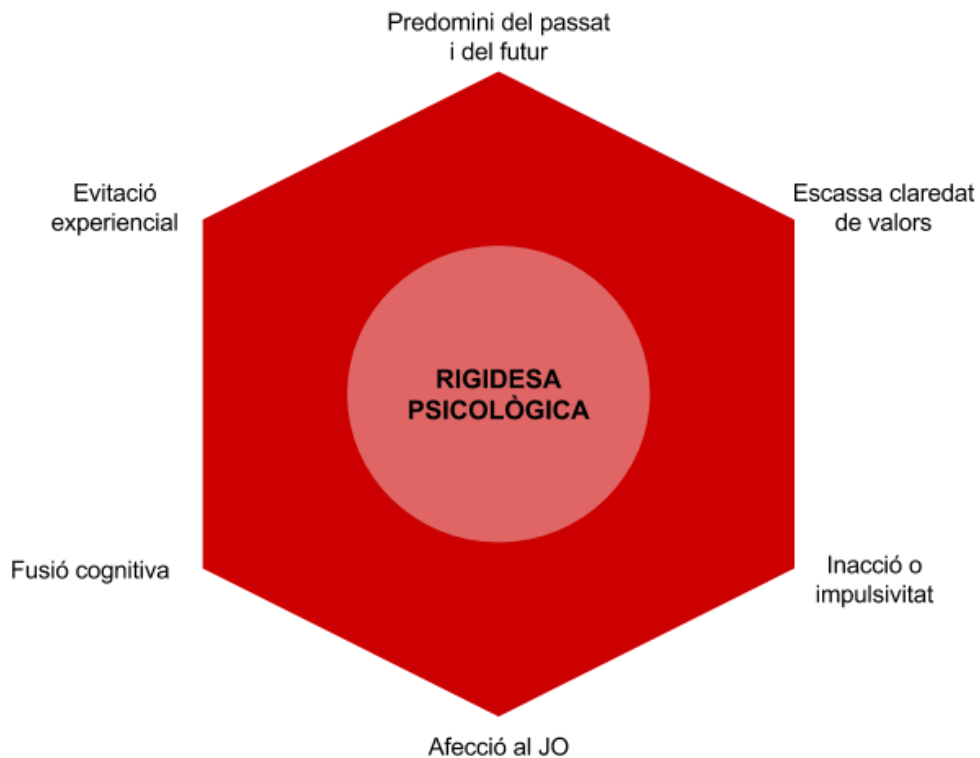 Predomini del passat
i del futur
Evitació
experiencial
Escassa claredat
de valors
RIGIDESA
PSICOLÒGICA
Fusió cognitiva
Inacció o
impulsivitat
Afecció al JO